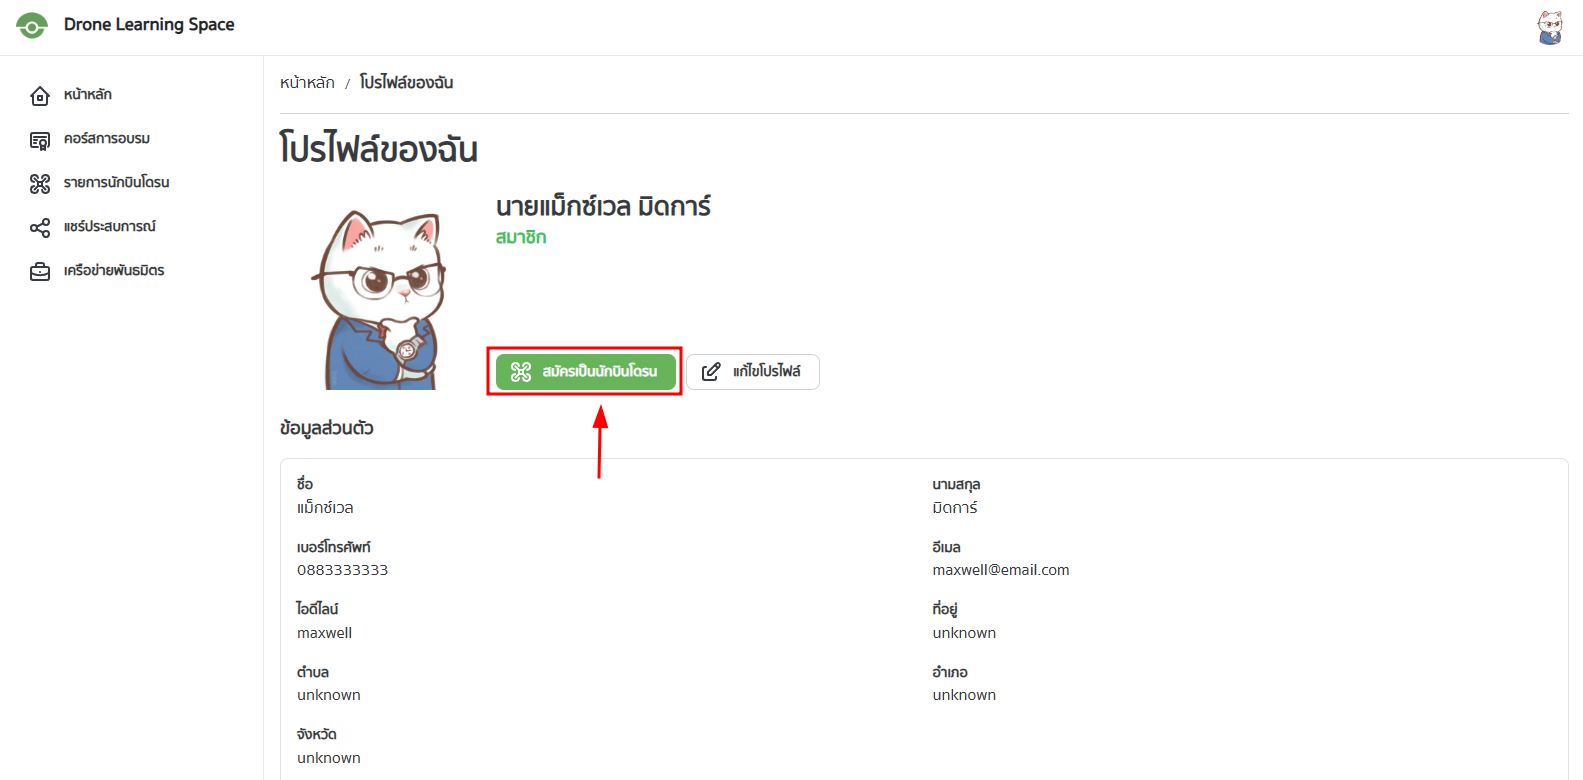 Drone Learning Space
หน้าหลัก
คอร์สการอบรม
รายการนักบินโดรน
แชร์ประสบการณ์
เครือข่ายพันธมิตร
หน้าหลัก / โปรไฟล์ของฉัน
โปรไฟล์ของฉัน
นายแม็กซ์เวล มิดการ์
สมาชิก
สมัครเป็นนักบินโดรน
แก้ไขโปรไฟล์
ข้อมูลส่วนตัว
ชื่อ
แม็กซ์เวล
นามสกุล
มิดการ์
เบอร์โทรศัพท์
0883333333
อีเมล
maxwell@email.com
ไอดีไลน์
maxwell
ที่อยู่
unknown
ตำบล
unknown
อำเภอ
unknown
จังหวัด
unknown